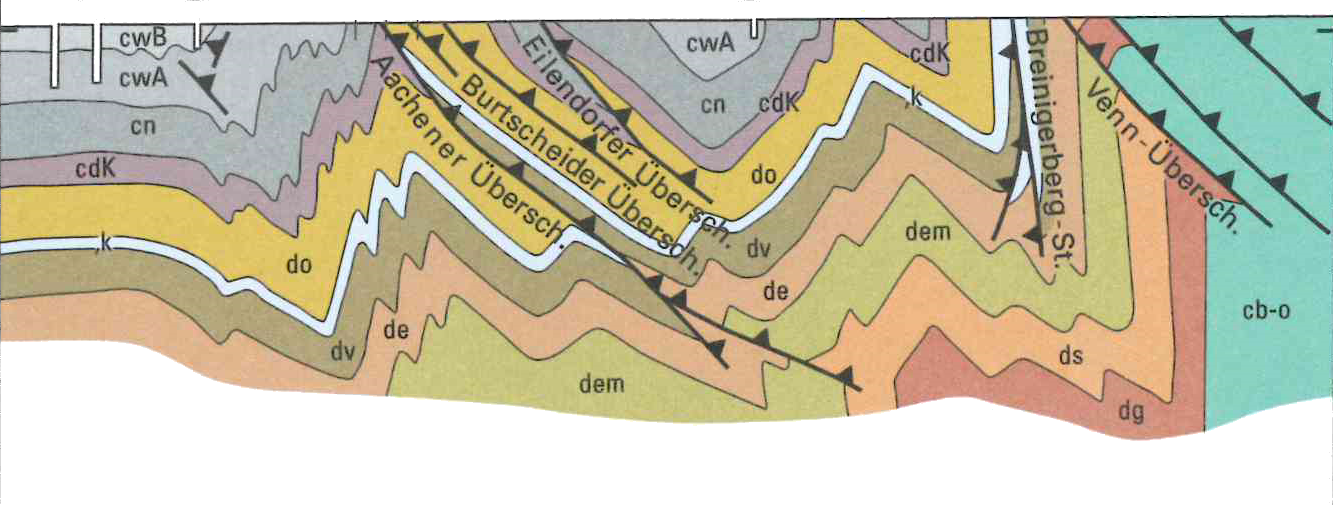 cwB
cwA
cn
cdK
,k
do
dv
de
dem
Aachener Übersch.
Burtscheider Übersch.
Eilendorfer Übersch.
cwA
cn
cdK
do
dv
de
cdK
,k
dem
Breinigerberg-St.
Venn-Übersch.
ds
dg
cb-o